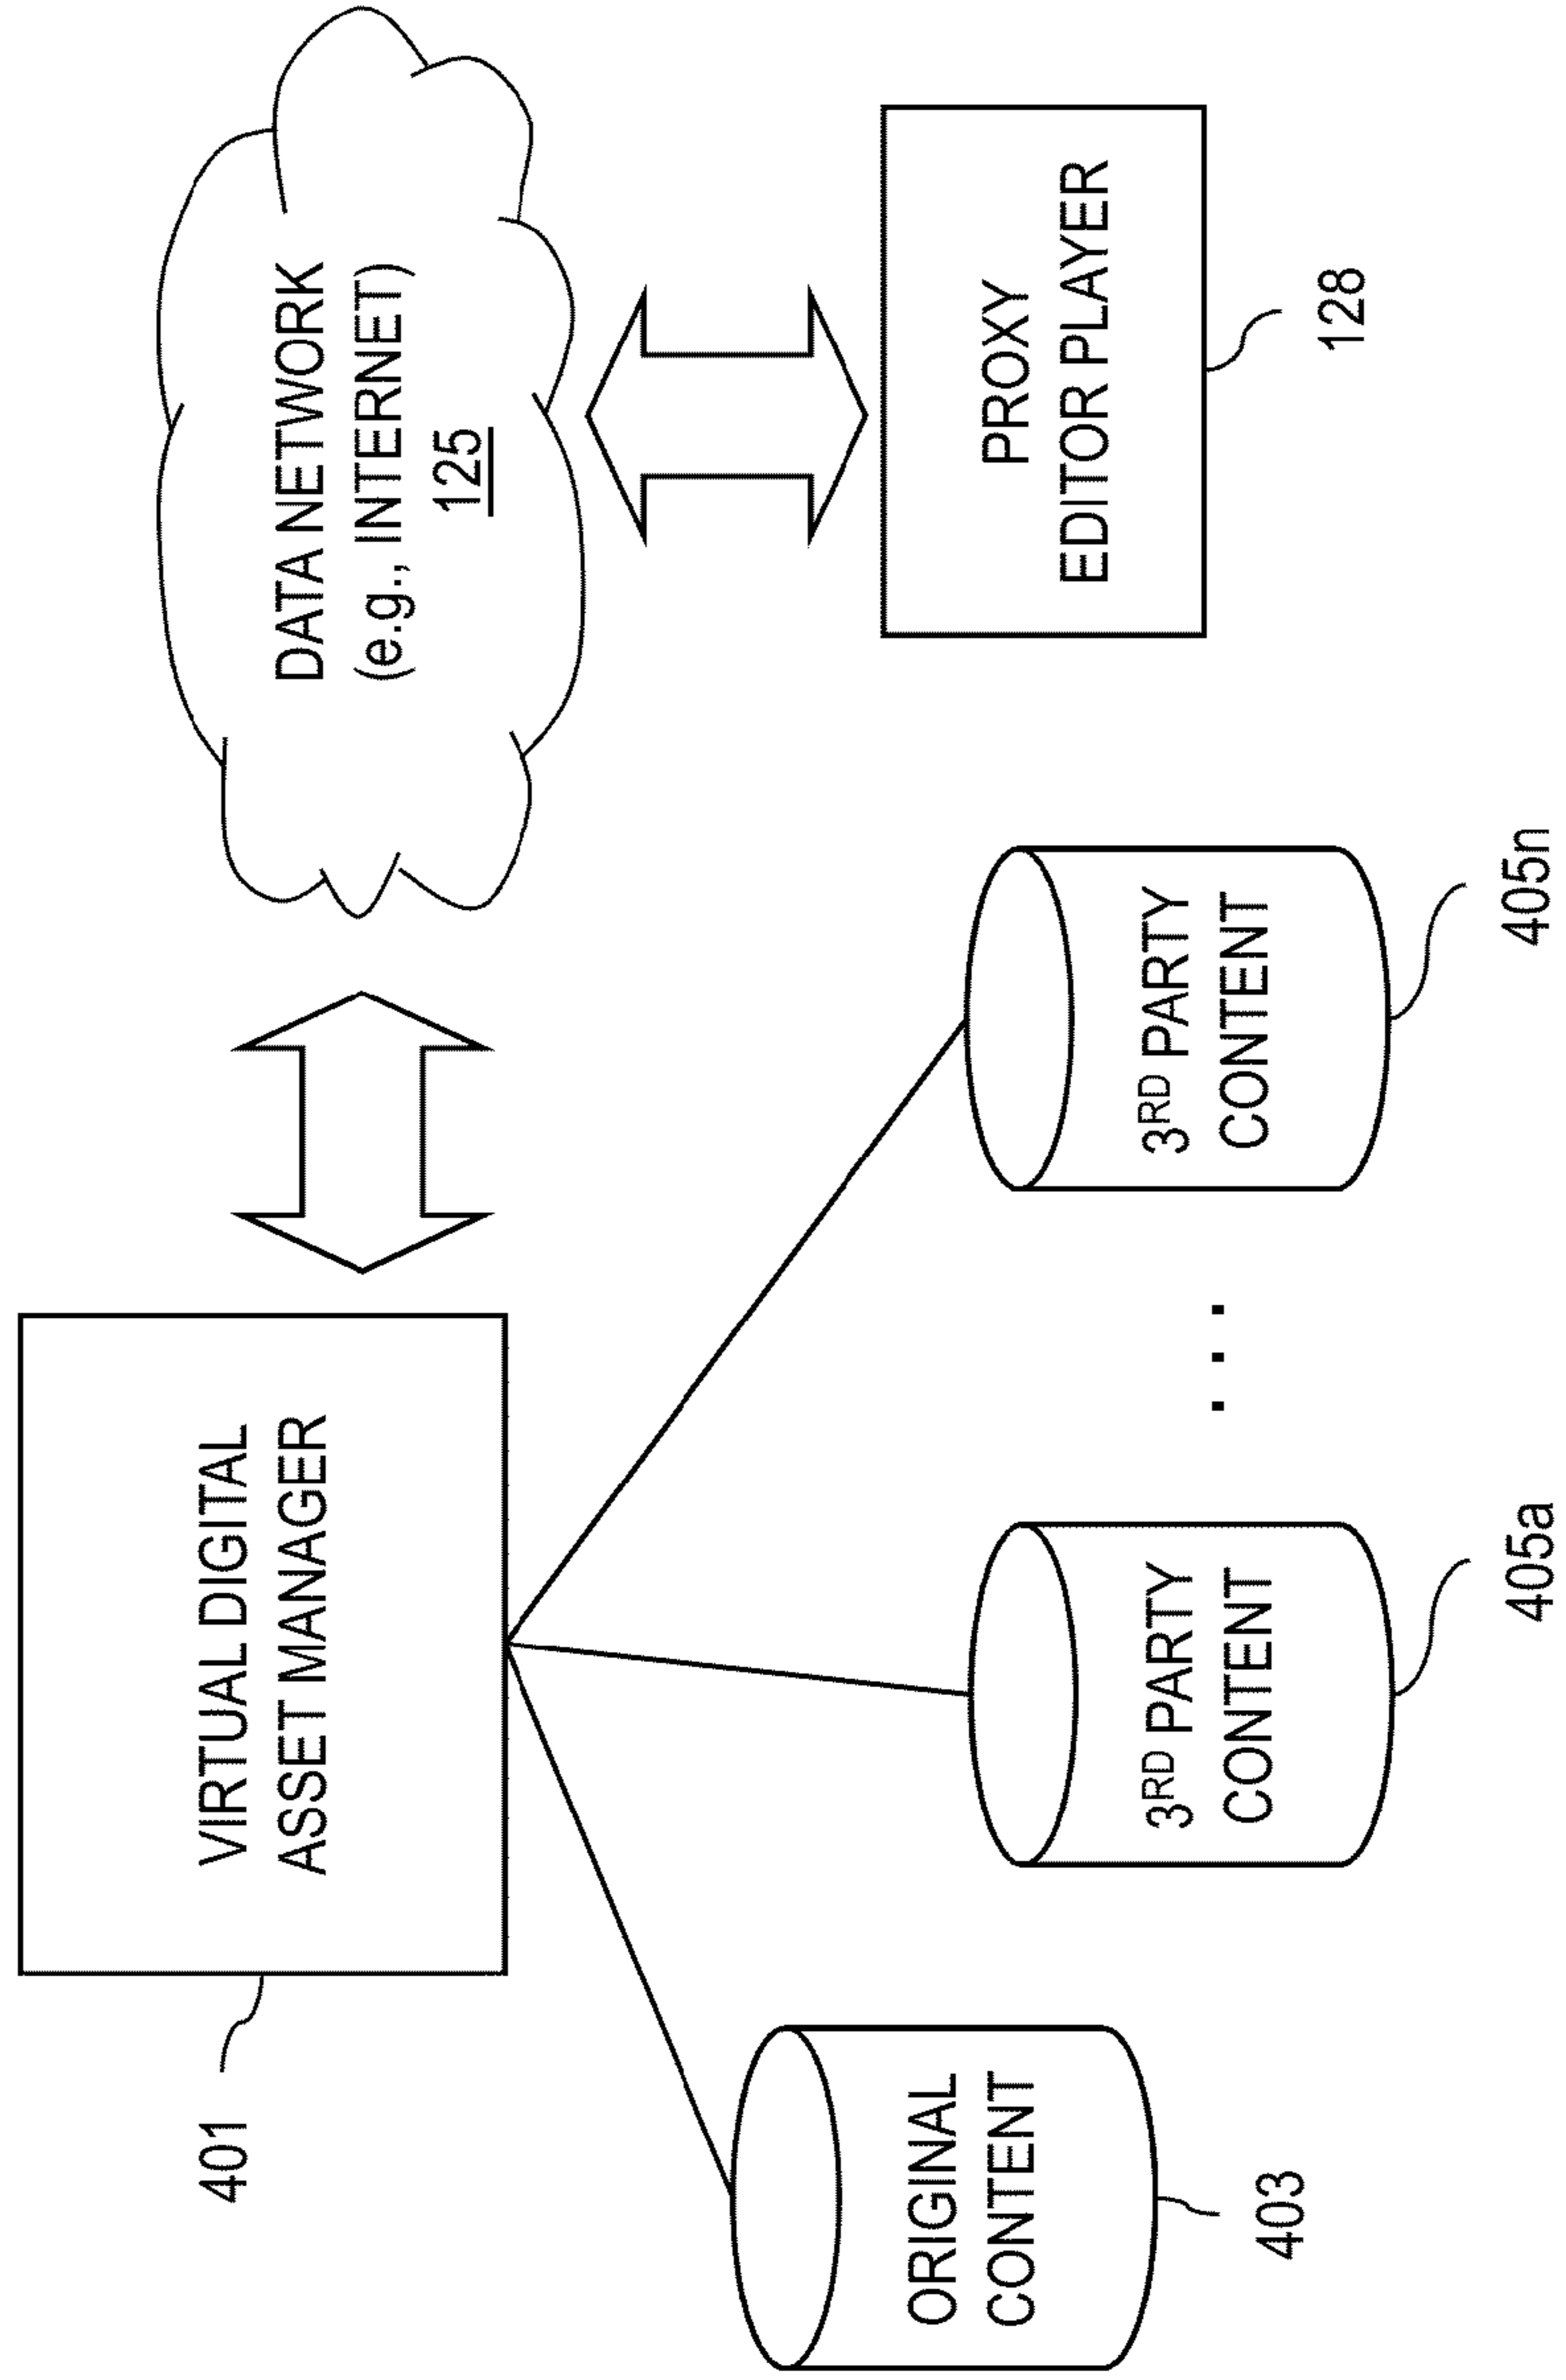 401
VIRTUAL DIGITAL
ASSET MANAGER
DATA NETWORK
(e.g., INTERNET)
125
ORIGINAL
CONTENT
403
3RD PARTY
CONTENT
405a
. . .
3RD PARTY
CONTENT
405n
PROXY
EDITOR PLAYER
128